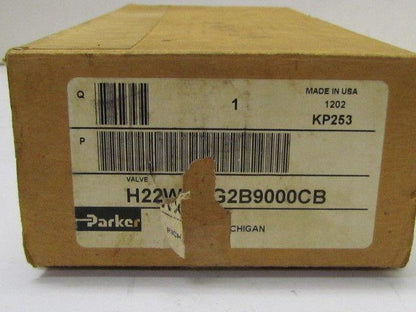 Q
1
MADE IN USA
1202
KP253
P
VALVE
H22W G2B9000CB
Parker
CHIGAN